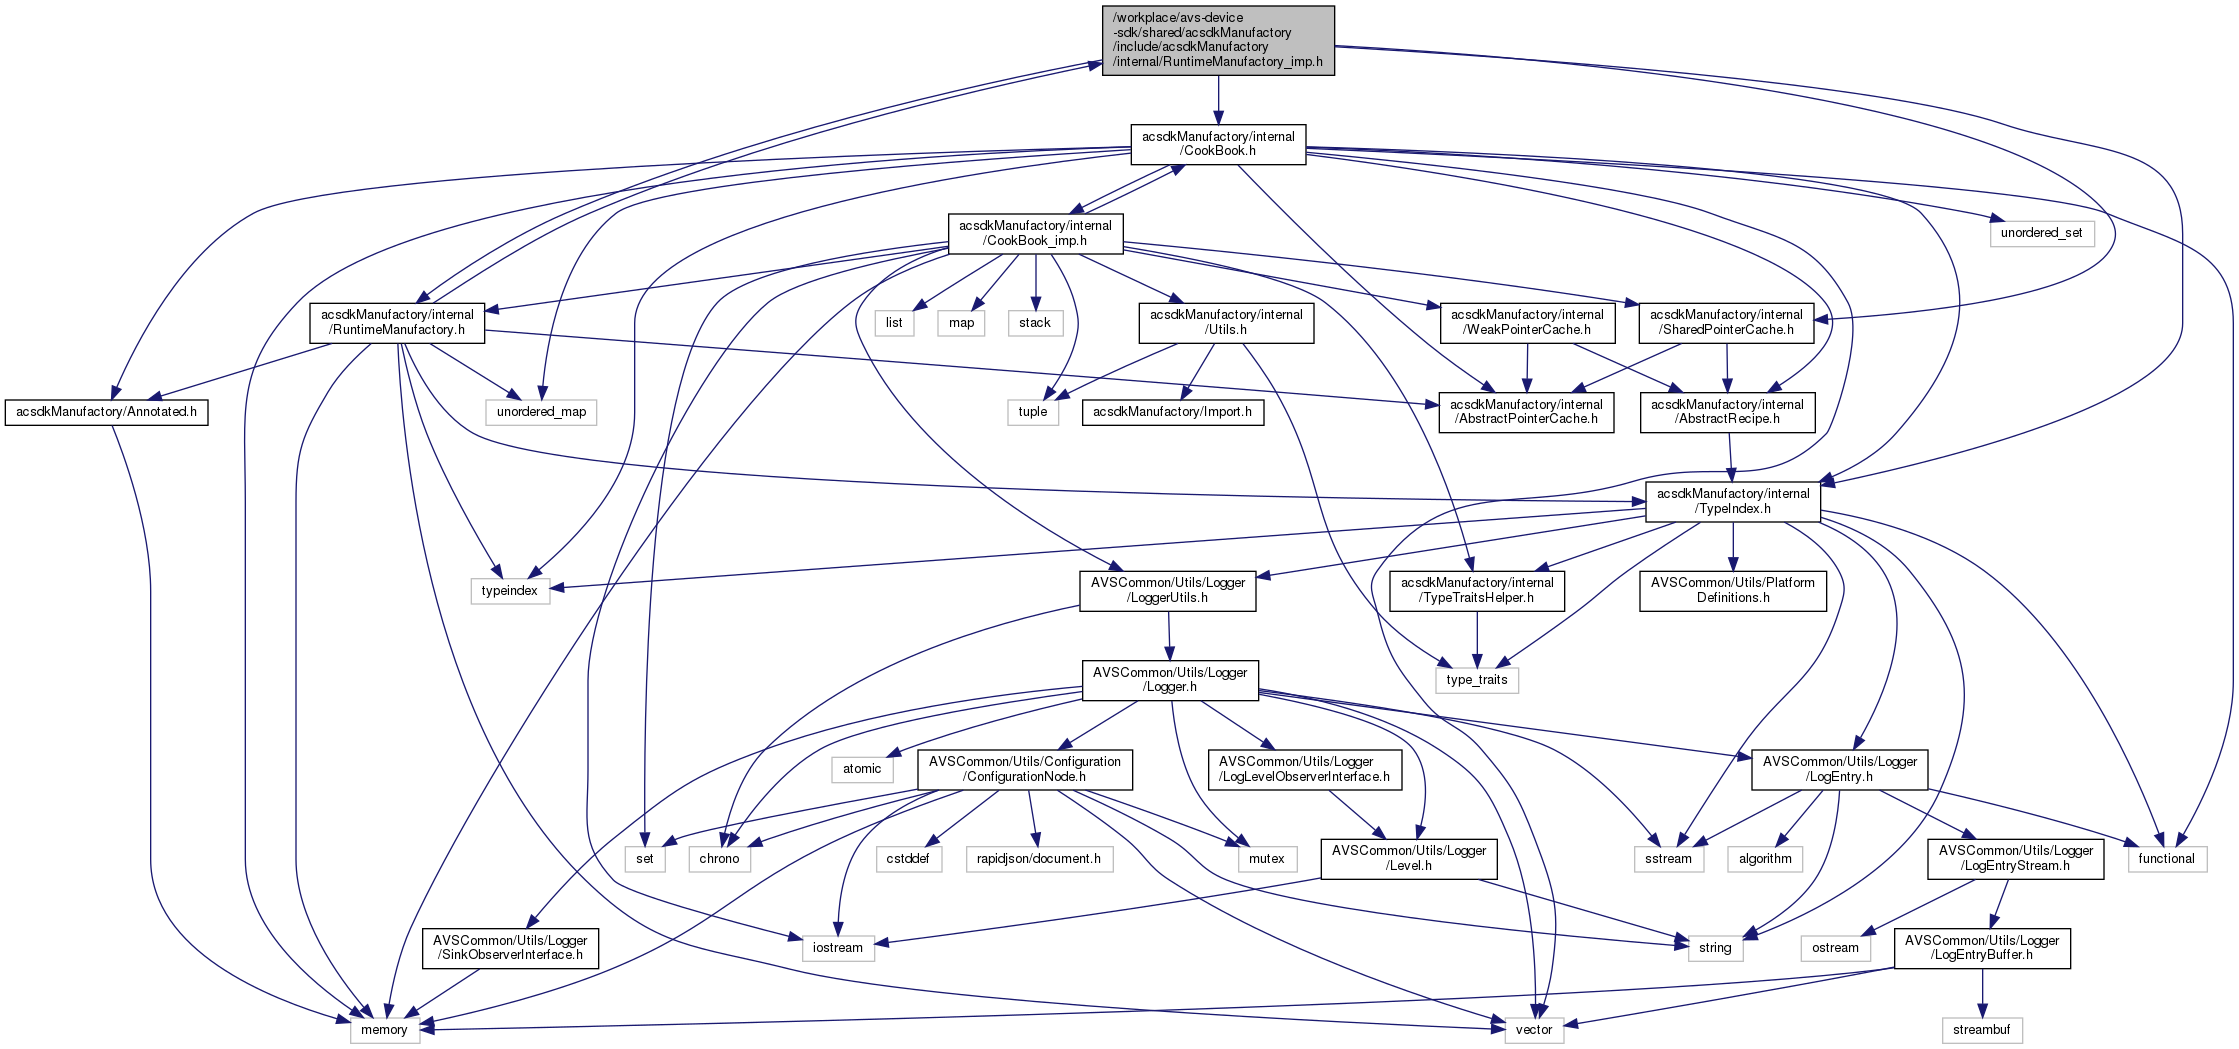 /workplace/avs-device
-sdk/shared/acsdkManufactory
/include/acsdkManufactory
/internal/RuntimeManufactory_imp.h
acsdkManufactory/internal
/CookBook.h
acsdkManufactory/internal
/CookBook_imp.h
unordered_set
acsdkManufactory/internal
/RuntimeManufactory.h
list
map
stack
acsdkManufactory/internal
/Utils.h
acsdkManufactory/internal
/WeakPointerCache.h
acsdkManufactory/internal
/SharedPointerCache.h
acsdkManufactory/Annotated.h
unordered_map
tuple
acsdkManufactory/Import.h
acsdkManufactory/internal
/AbstractPointerCache.h
acsdkManufactory/internal
/AbstractRecipe.h
acsdkManufactory/internal
/TypeIndex.h
typeindex
AVSCommon/Utils/Logger
/LoggerUtils.h
acsdkManufactory/internal
/TypeTraitsHelper.h
AVSCommon/Utils/Platform
Definitions.h
AVSCommon/Utils/Logger
/Logger.h
type_traits
atomic
AVSCommon/Utils/Configuration
/ConfigurationNode.h
AVSCommon/Utils/Logger
/LogLevelObserverInterface.h
AVSCommon/Utils/Logger
/LogEntry.h
set
chrono
cstddef
rapidjson/document.h
mutex
AVSCommon/Utils/Logger
/Level.h
sstream
algorithm
AVSCommon/Utils/Logger
/LogEntryStream.h
functional
AVSCommon/Utils/Logger
/SinkObserverInterface.h
iostream
string
ostream
AVSCommon/Utils/Logger
/LogEntryBuffer.h
memory
vector
streambuf